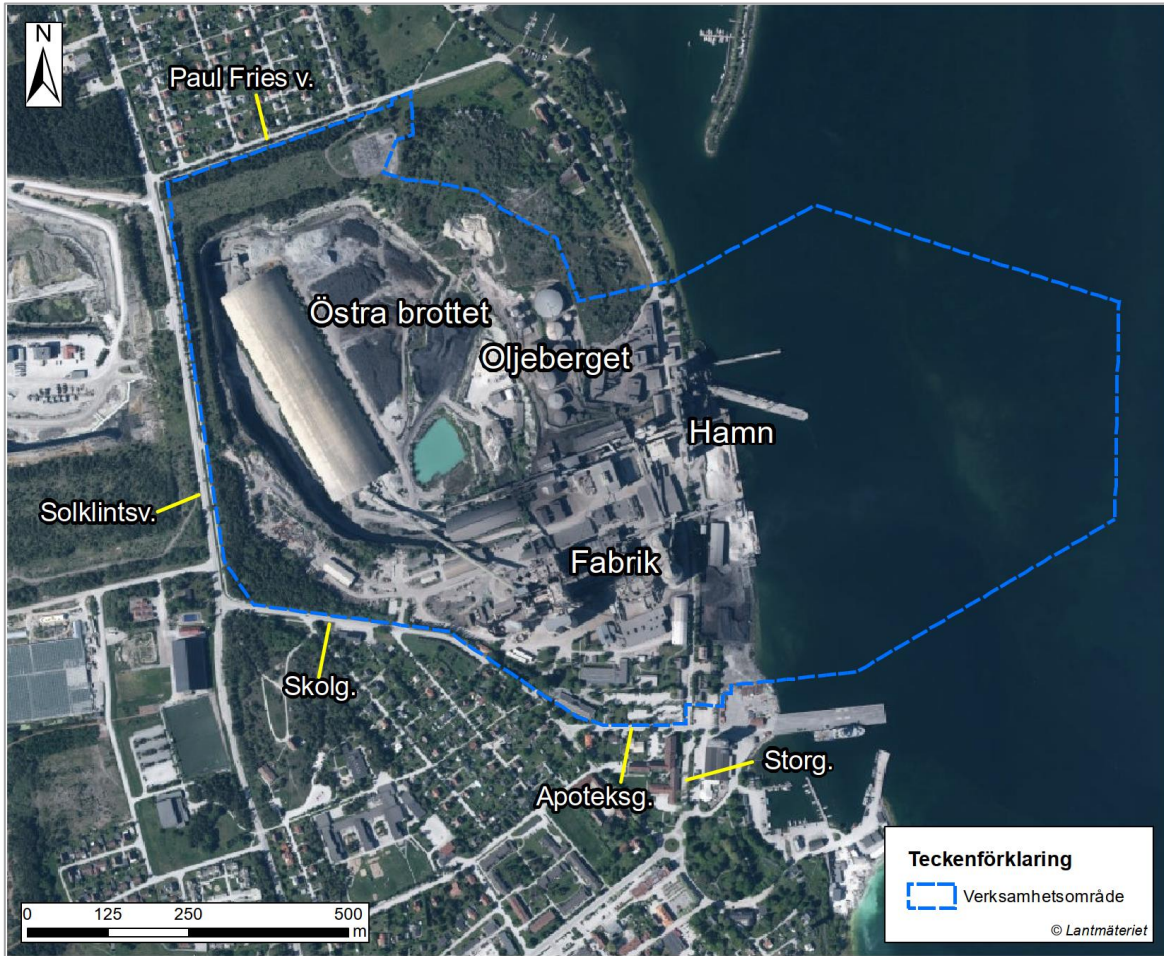 N
Paul Fries v.
Östra brottet
Oljeberget
Hamn
Solklintsv.
Fabrik
Skolg.
Storg.
Apoteksg.
Teckenförklaring
Verksamhetsområde
© Lantmäteriet
0 125 250 500
m